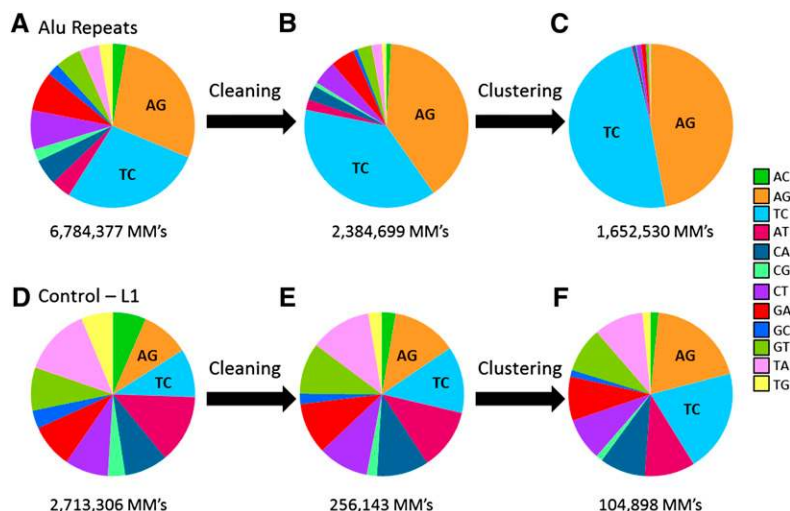 A Alu Repeats
B
C
AG
TC
Cleaning
AG
TC
Clustering
TC
AG
6,784,377 MM's
2,384,699 MM's
1,652,530 MM's
D Control – L1
E
F
AG
TC
Cleaning
AG
TC
Clustering
AG
TC
2,713,306 MM's
256,143 MM's
104,898 MM's
AC
AG
TC
AT
CA
CG
CT
GA
GC
GT
TA
TG